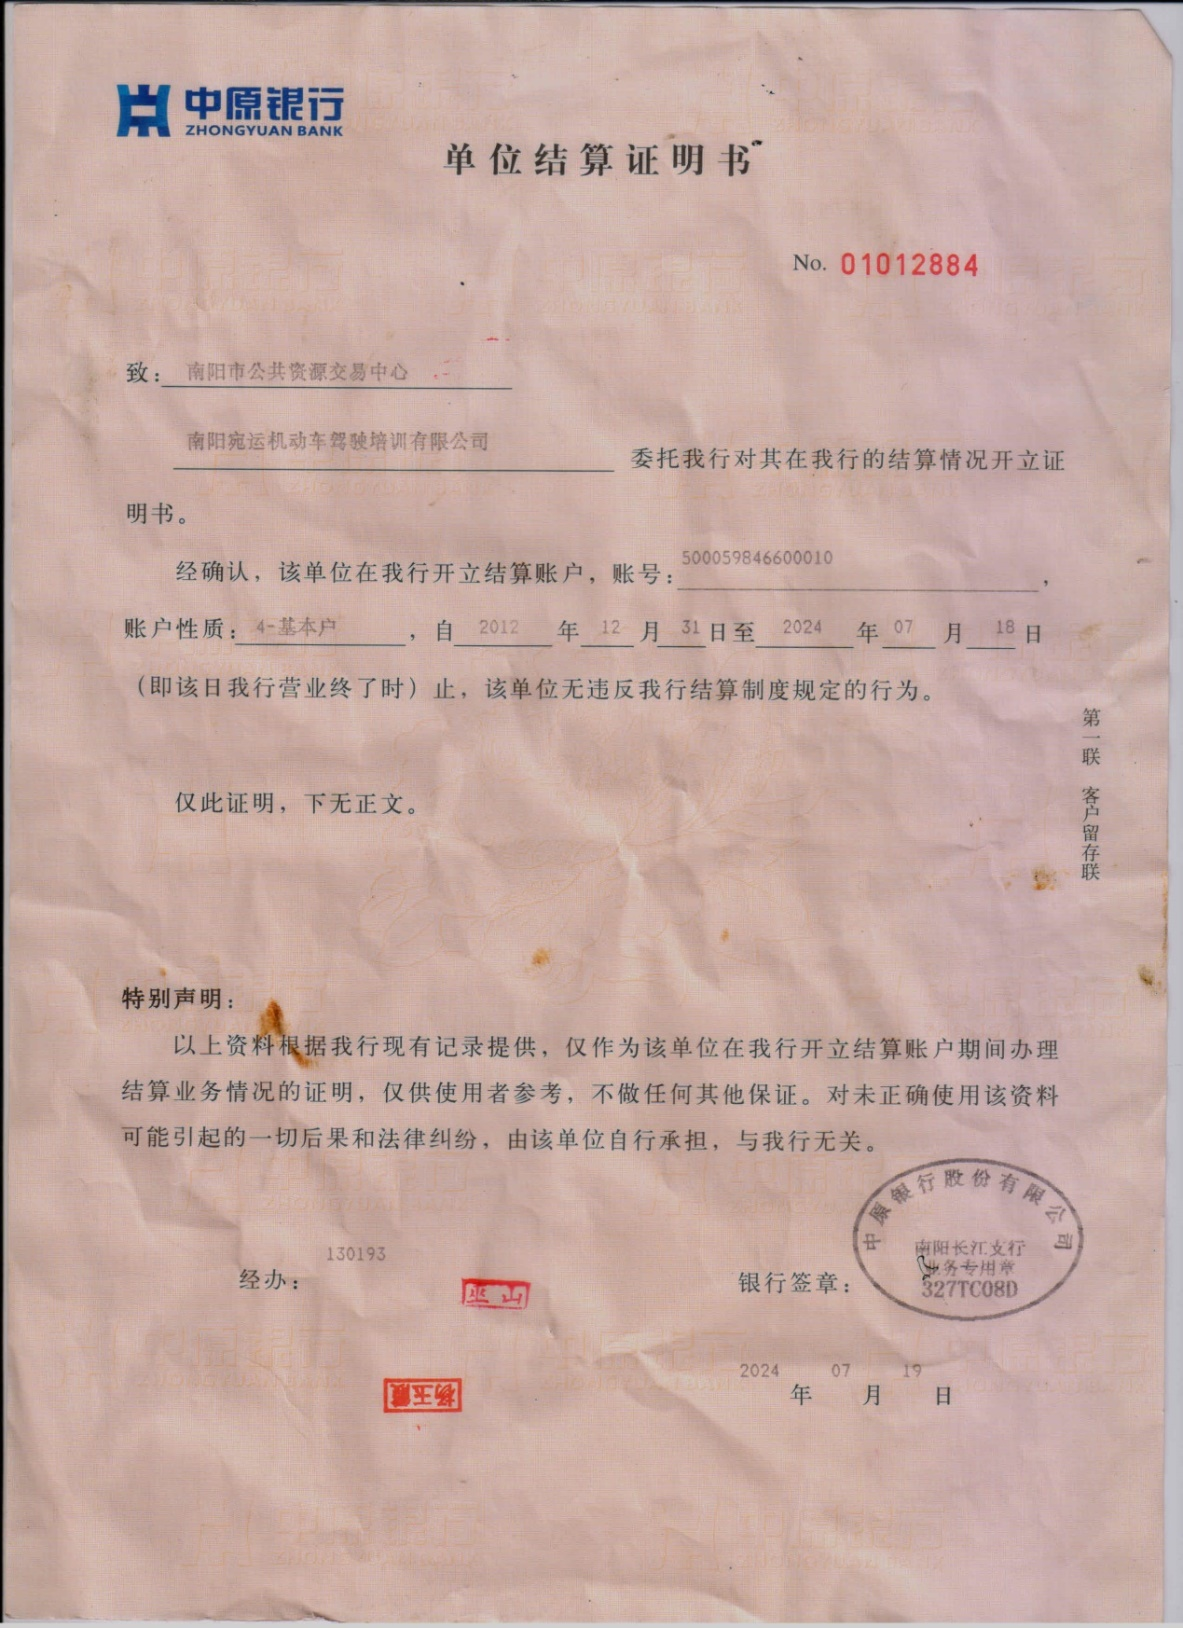 中原银行
ZHONGYUAN BANK
单位结算证明书
No. 01012884
致：南阳市公共资源交易中心
南阳宛运机动车驾驶培训有限公司 委托我行对其在我行的结算情况开立证
明书。
经确认，该单位在我行开立结算账户，账号：500059846600010，
账户性质：4-基本户，自 2012 年 12 月 31 日至 2024 年 07 月 18 日
（即该日我行营业终了时）止，该单位无违反我行结算制度规定的行为。
仅此证明，下无正文。
第一联 客户留存联
特别声明：
以上资料根据我行现有记录提供，仅作为该单位在我行开立结算账户期间办理
结算业务情况的证明，仅供使用者参考，不做任何其他保证。对未正确使用该资料
可能引起的一切后果和法律纠纷，由该单位自行承担，与我行无关。
经办：130193
银行签章：
中原银行股份有限公司
南阳长江支行
业务专用章
327TC08D
杨玉霞
2024 年 07 月 19 日